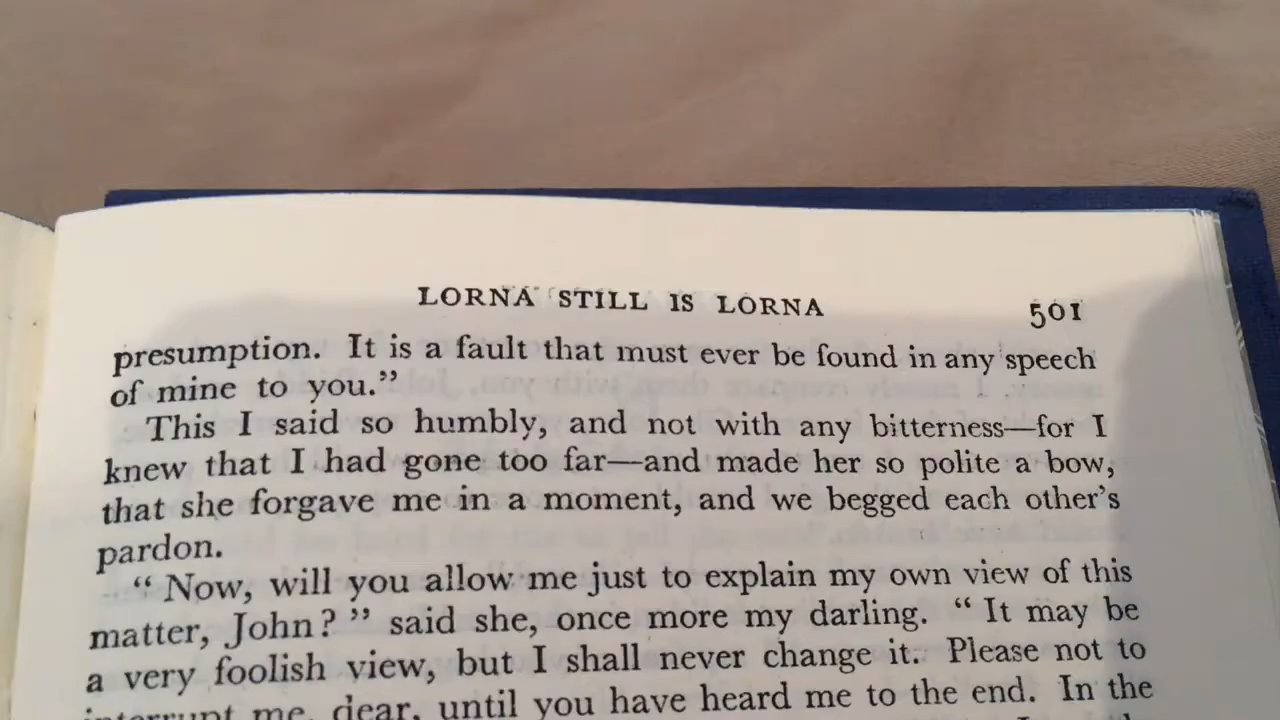 LORNA STILL IS LORNA 501
presumption. It is a fault that must ever be found in any speech
of mine to you.”
This I said so humbly, and not with any bitterness—for I
knew that I had gone too far—and made her so polite a bow,
that she forgave me in a moment, and we begged each other’s
pardon.
“ Now, will you allow me just to explain my own view of this
matter, John? ” said she, once more my darling. “ It may be
a very foolish view, but I shall never change it. Please not to
interrupt me, dear, until you have heard me to the end. In the